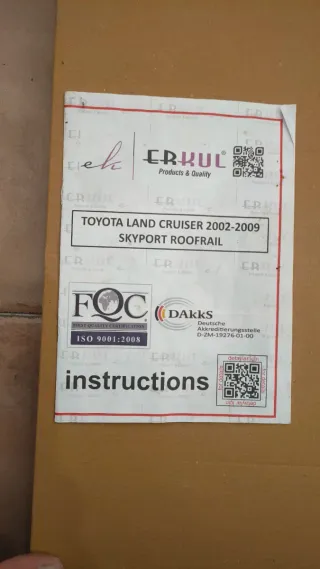 ek
ERKUL®
Products & Quality
TOYOTA LAND CRUISER 2002-2009
SKYPORT ROOFRAIL
FQC
ISO 9001:2008
DAkkS
Deutsche
Akkreditierungsstelle
D-ZM-19276-01-00
instructions